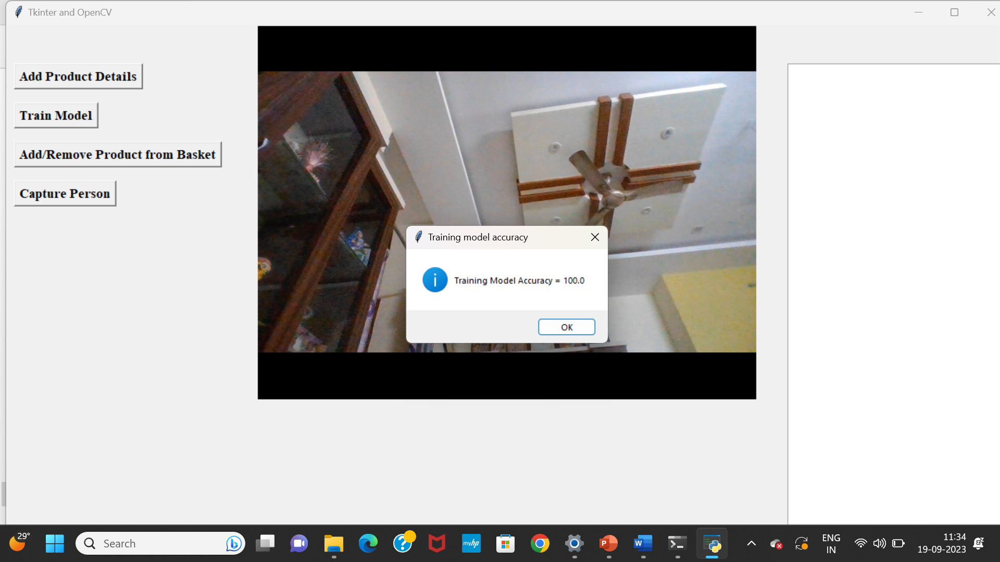 Tkinter and OpenCV
Add Product Details
Train Model
Add/Remove Product from Basket
Capture Person
Training model accuracy
Training Model Accuracy = 100.0
OK
29°
Search
myhp
ENG
IN
11:34
19-09-2023